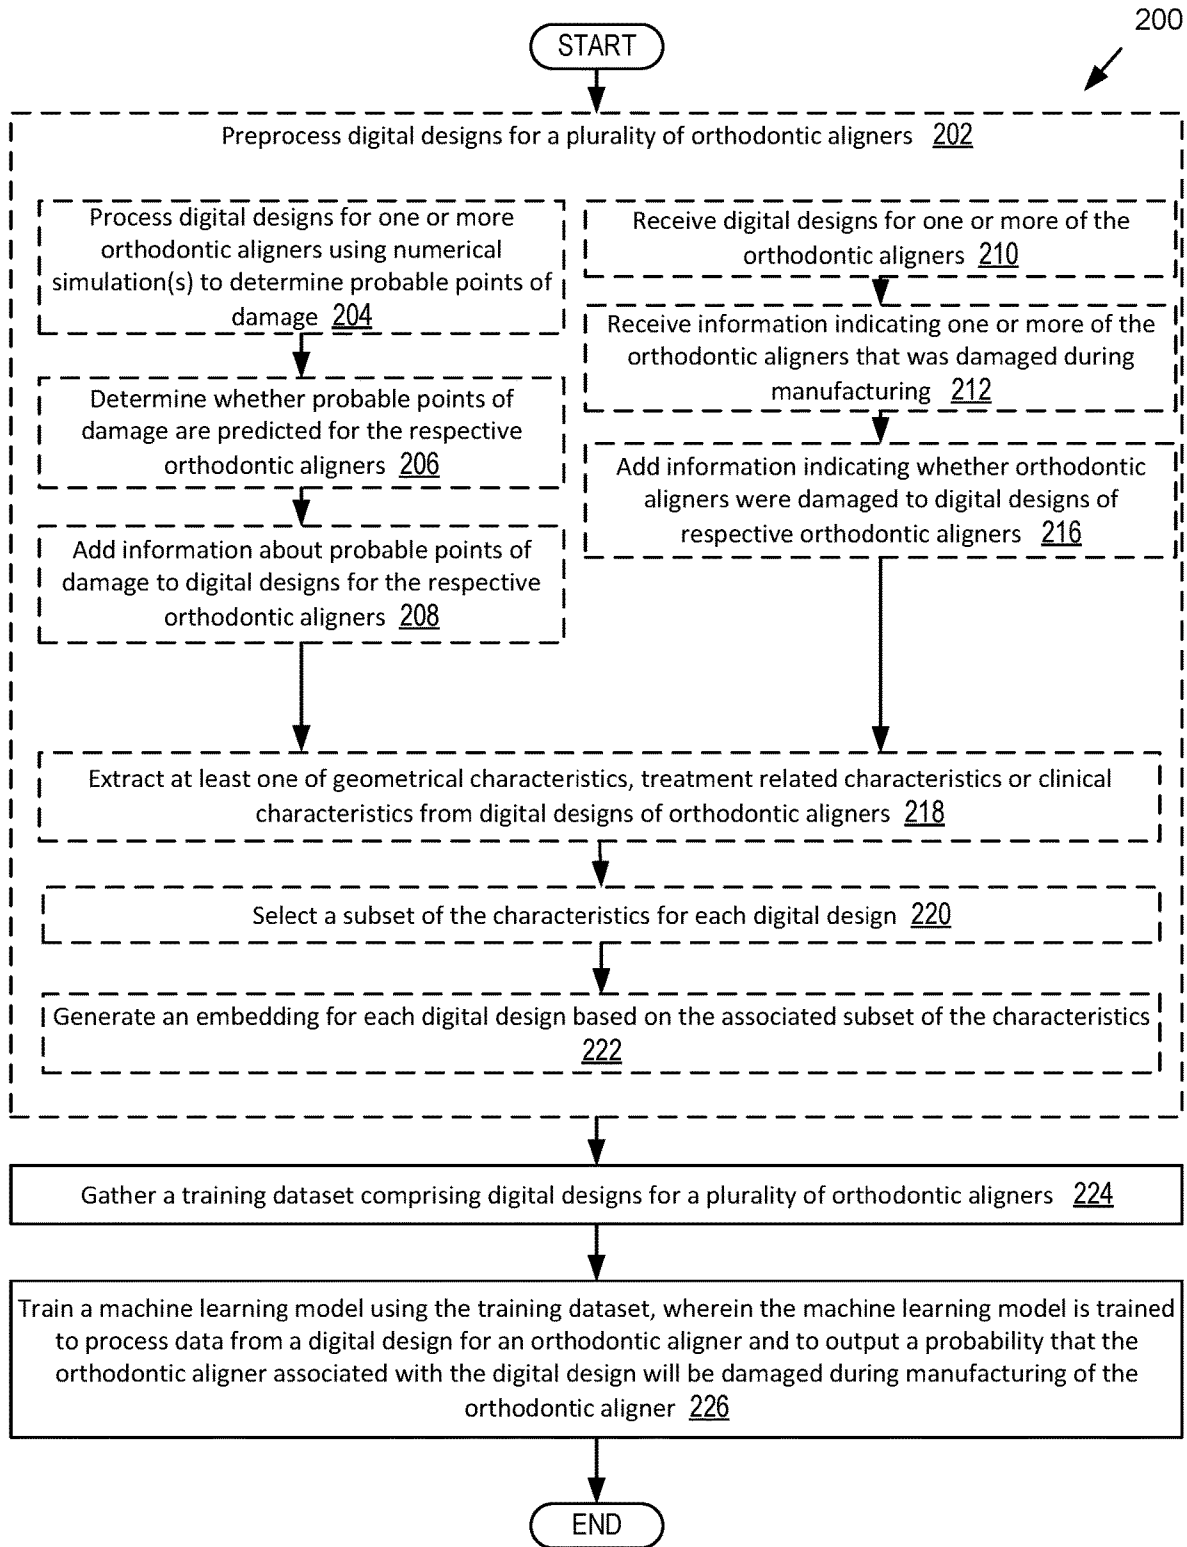 200
START
Preprocess digital designs for a plurality of orthodontic aligners 202
Process digital designs for one or more
orthodontic aligners using numerical
simulation(s) to determine probable points of
damage 204
Determine whether probable points of
damage are predicted for the respective
orthodontic aligners 206
Add information about probable points of
damage to digital designs for the respective
orthodontic aligners 208
Receive digital designs for one or more of the
orthodontic aligners 210
Receive information indicating one or more of the
orthodontic aligners that was damaged during
manufacturing 212
Add information indicating whether orthodontic
aligners were damaged to digital designs of
respective orthodontic aligners 216
Extract at least one of geometrical characteristics, treatment related characteristics or clinical
characteristics from digital designs of orthodontic aligners 218
Select a subset of the characteristics for each digital design 220
Generate an embedding for each digital design based on the associated subset of the characteristics
222
Gather a training dataset comprising digital designs for a plurality of orthodontic aligners 224
Train a machine learning model using the training dataset, wherein the machine learning model is trained
to process data from a digital design for an orthodontic aligner and to output a probability that the
orthodontic aligner associated with the digital design will be damaged during manufacturing of the
orthodontic aligner 226
END